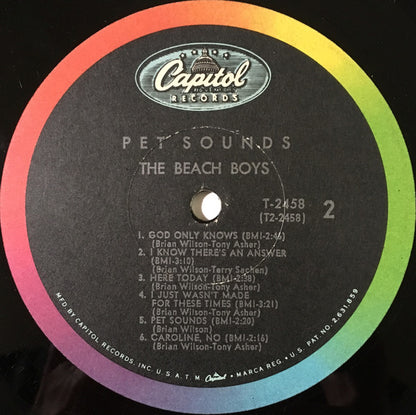 Capitol
RECORDS
PET SOUNDS
THE BEACH BOYS
T-2458
(T2-2458)
2
1. GOD ONLY KNOWS (BMI-2:46)
(Brian Wilson-Tony Asher)
2. I KNOW THERE'S AN ANSWER
(BMI-3:10)
(Brian Wilson-Terry Sachen)
3. HERE TODAY (BMI-2:38)
(Brian Wilson-Tony Asher)
4. I JUST WASN'T MADE
FOR THESE TIMES (BMI-3:21)
(Brian Wilson-Tony Asher)
5. PET SOUNDS (BMI-2:20)
(Brian Wilson)
6. CAROLINE, NO (BMI-2:16)
(Brian Wilson-Tony Asher)
MFD. BY CAPITOL RECORDS, INC. U.S.A. T.M. Capitol MARCA REG. U.S. PAT. NO. 2,631,859